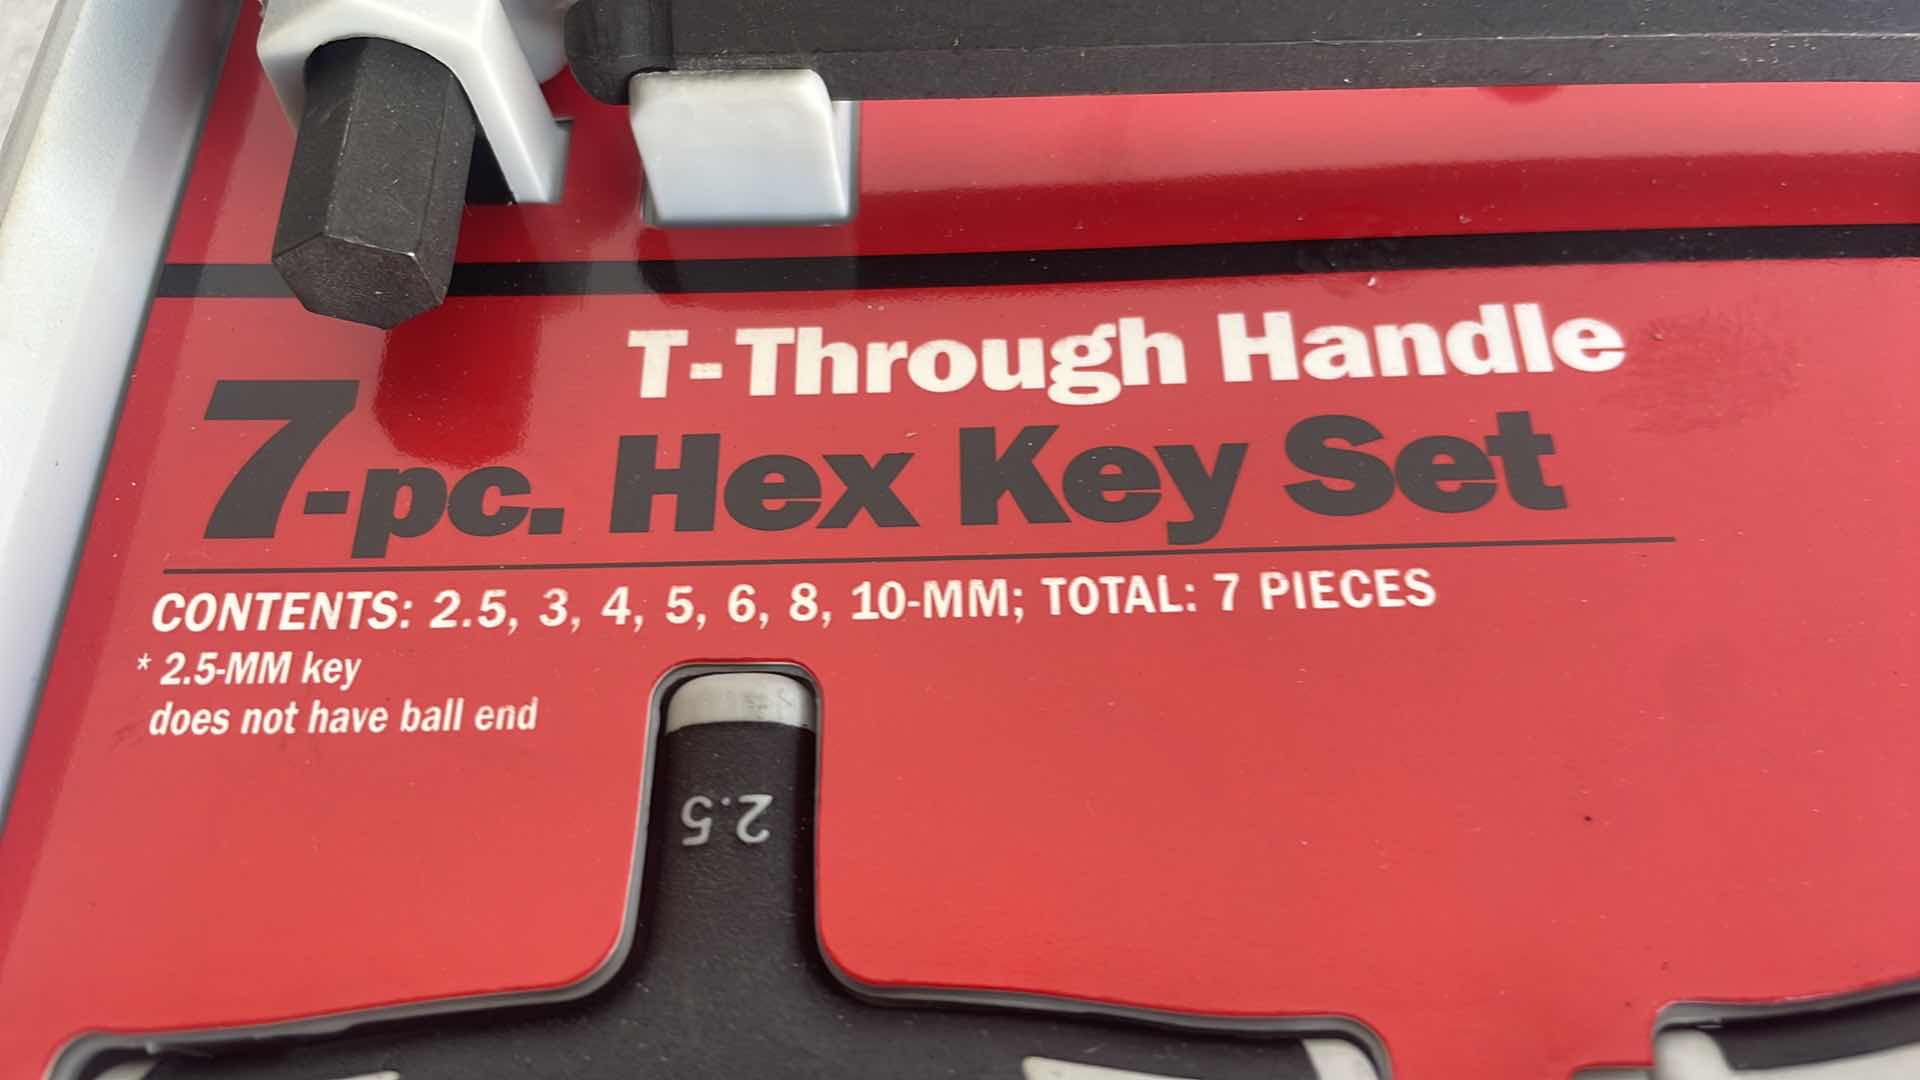 T-Through Handle
7-pc. Hex Key Set
CONTENTS: 2.5, 3, 4, 5, 6, 8, 10-MM; TOTAL: 7 PIECES
* 2.5-MM key
does not have ball end
2.5